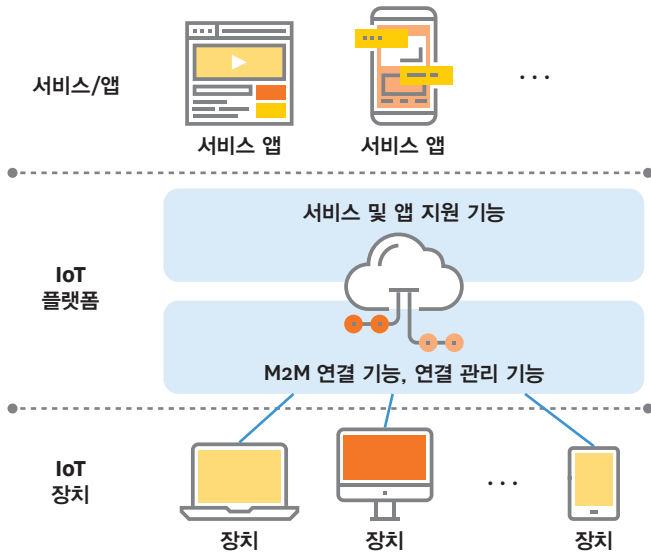 서비스/앱
...
서비스 앱
서비스 앱
서비스 및 앱 지원 기능
IoT
플랫폼
M2M 연결 기능, 연결 관리 기능
IoT
장치
...
장치
장치
장치